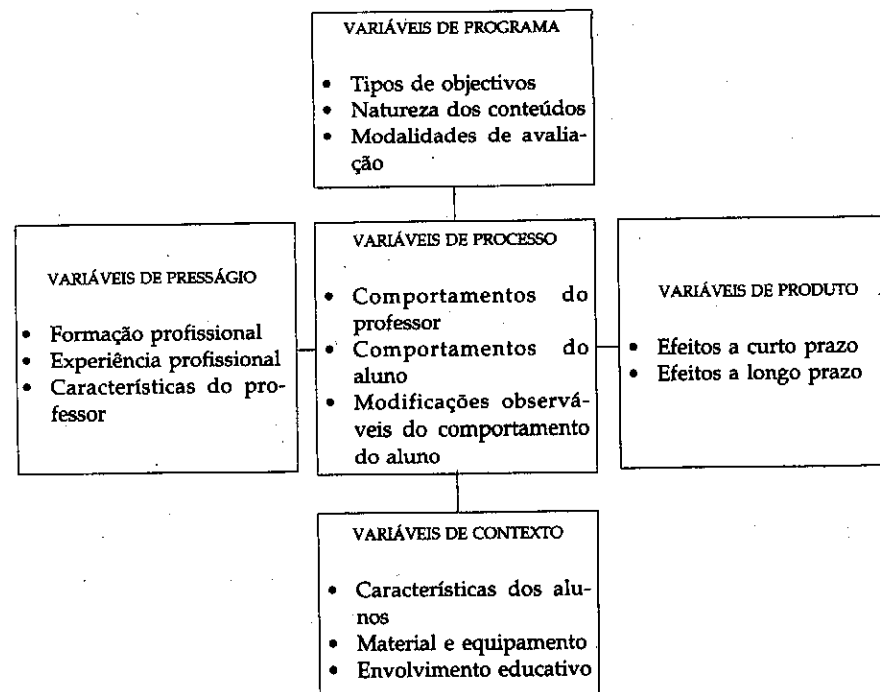 VARIÁVEIS DE PROGRAMA
• Tipos de objectivos
• Natureza dos conteúdos
• Modalidades de avalia-
ção
VARIÁVEIS DE PRESSÁGIO
• Formação profissional
• Experiência profissional
• Características do pro-
fessor
VARIÁVEIS DE PROCESSO
• Comportamentos do
professor
• Comportamentos do
aluno
• Modificações observá-
veis do comportamento
do aluno
VARIÁVEIS DE PRODUTO
• Efeitos a curto prazo
• Efeitos a longo prazo
VARIÁVEIS DE CONTEXTO
• Características dos alu-
nos
• Material e equipamento
• Envolvimento educativo